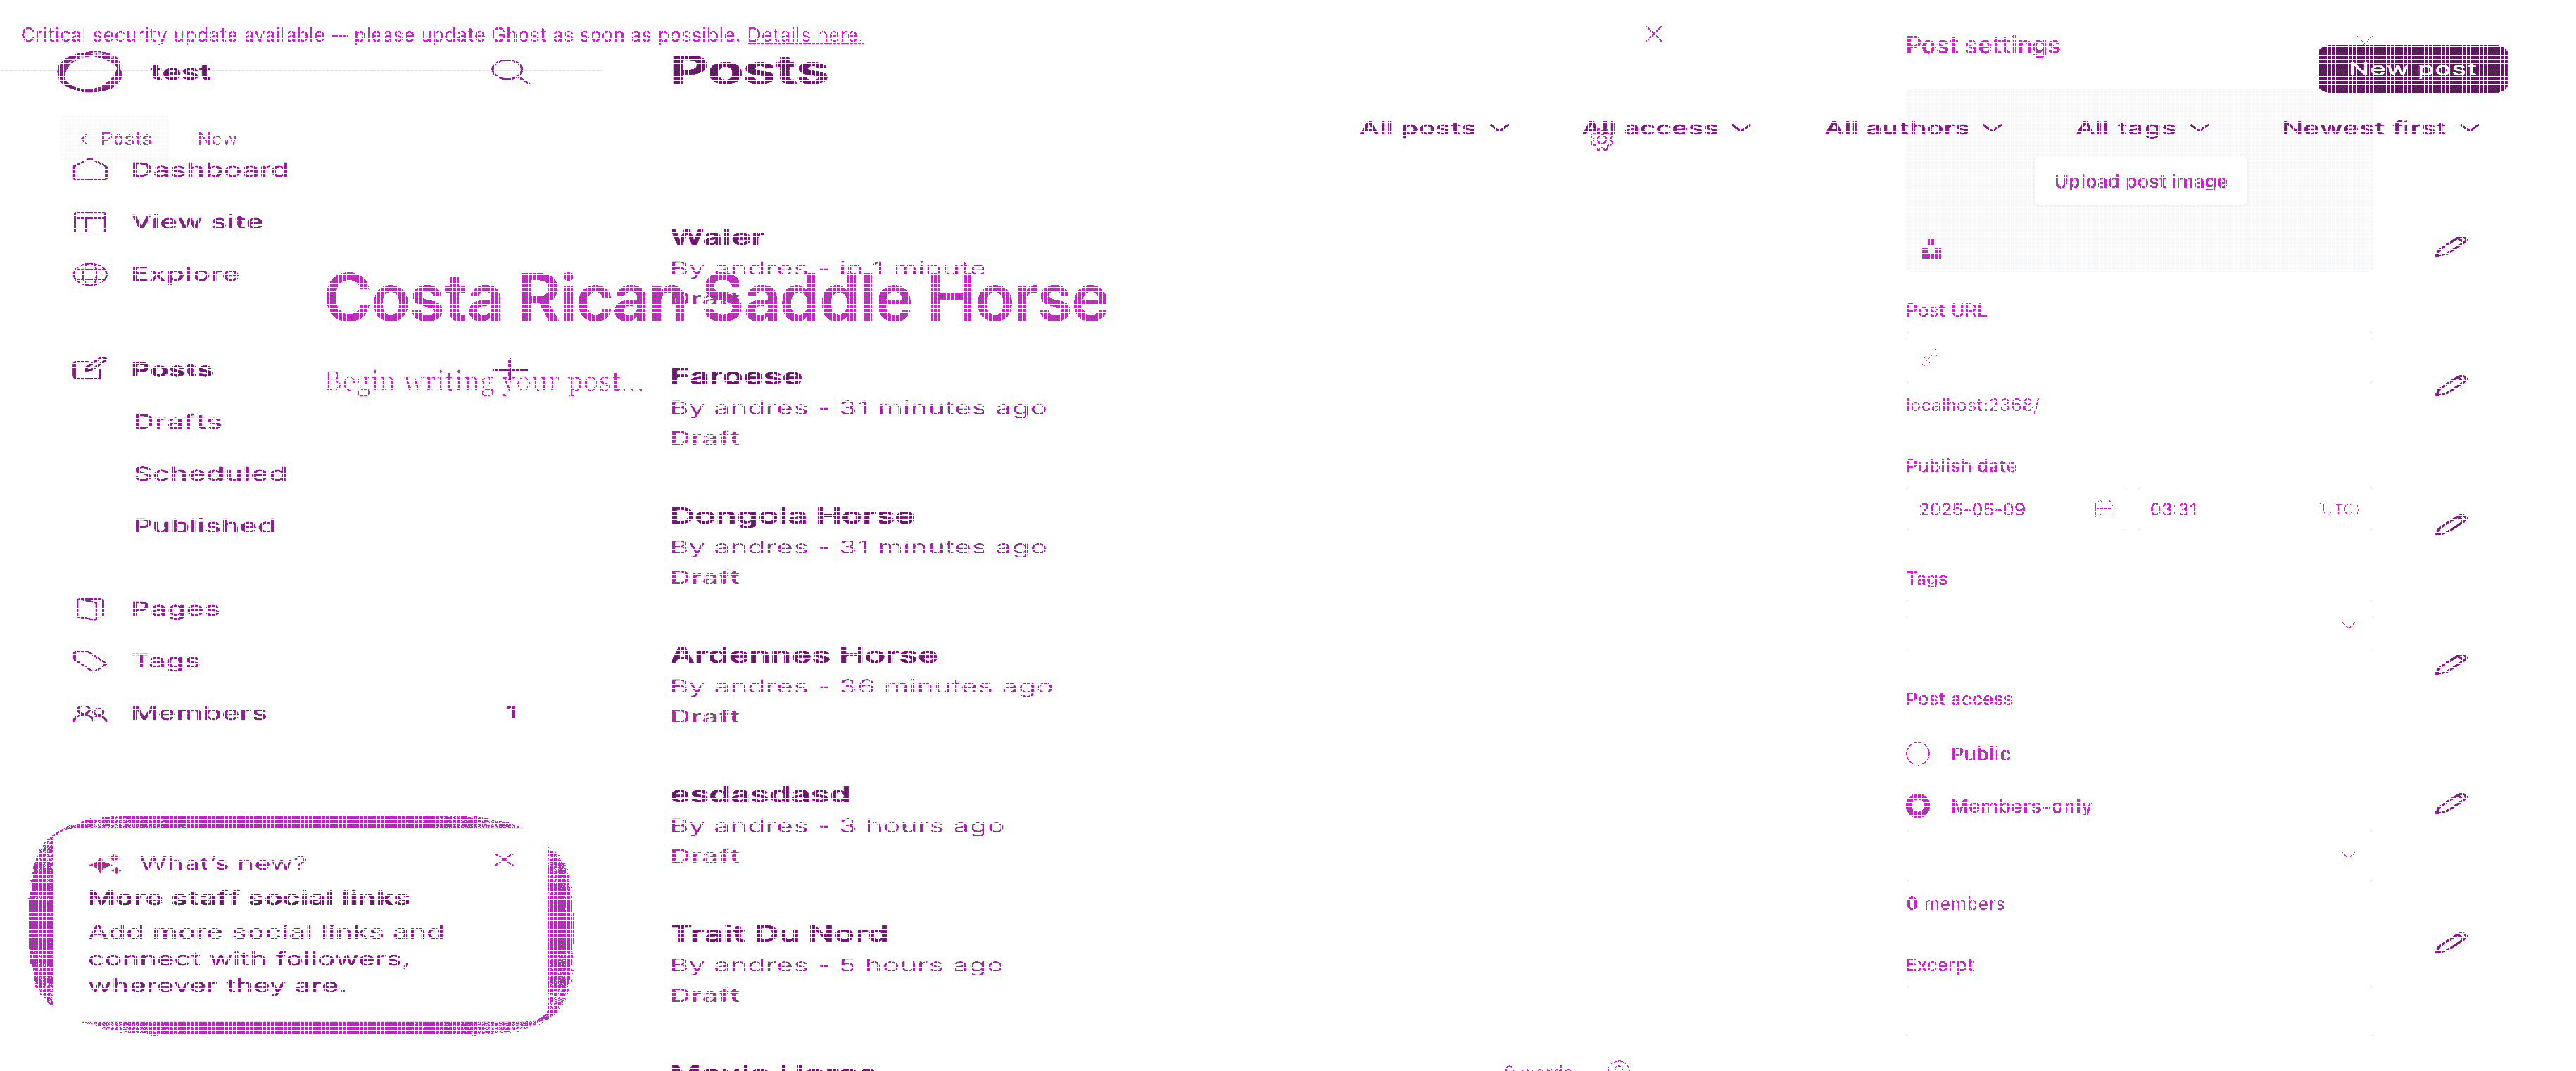 Critical security update available — please update Ghost as soon as possible. Details here.
test
Posts
New
Dashboard
View site
Explore
Posts
Drafts
Scheduled
Published
Pages
Tags
Members 1
What's new?
More staff social links
Add more social links and
connect with followers,
wherever they are.
Posts
New post
All posts
All access
All authors
All tags
Newest first
Costa Rican Saddle Horse
Begin writing your post...
Waler
By andres - in 1 minute
Draft
Faroese
By andres - 31 minutes ago
Draft
Dongola Horse
By andres - 31 minutes ago
Draft
Ardennes Horse
By andres - 36 minutes ago
Draft
esdasdasd
By andres - 3 hours ago
Draft
Trait Du Nord
By andres - 5 hours ago
Draft
Post settings
Upload post image
Post URL
localhost:2368/
Publish date
2025-05-09 03:31 (UTC)
Tags
Post access
Public
Members-only
0 members
Excerpt